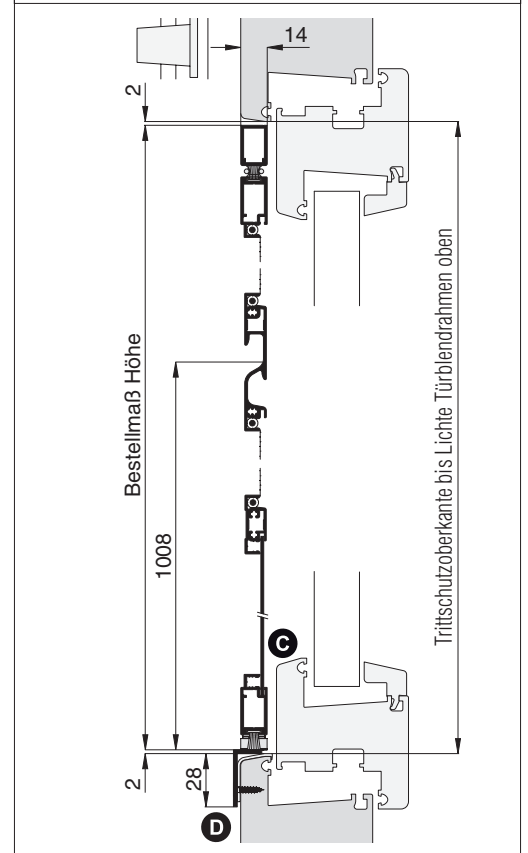 14
2
Bestellmaß Höhe
Trittschutzoberkante bis Lichte Türblendrahmen oben
1008
C
2
28
D